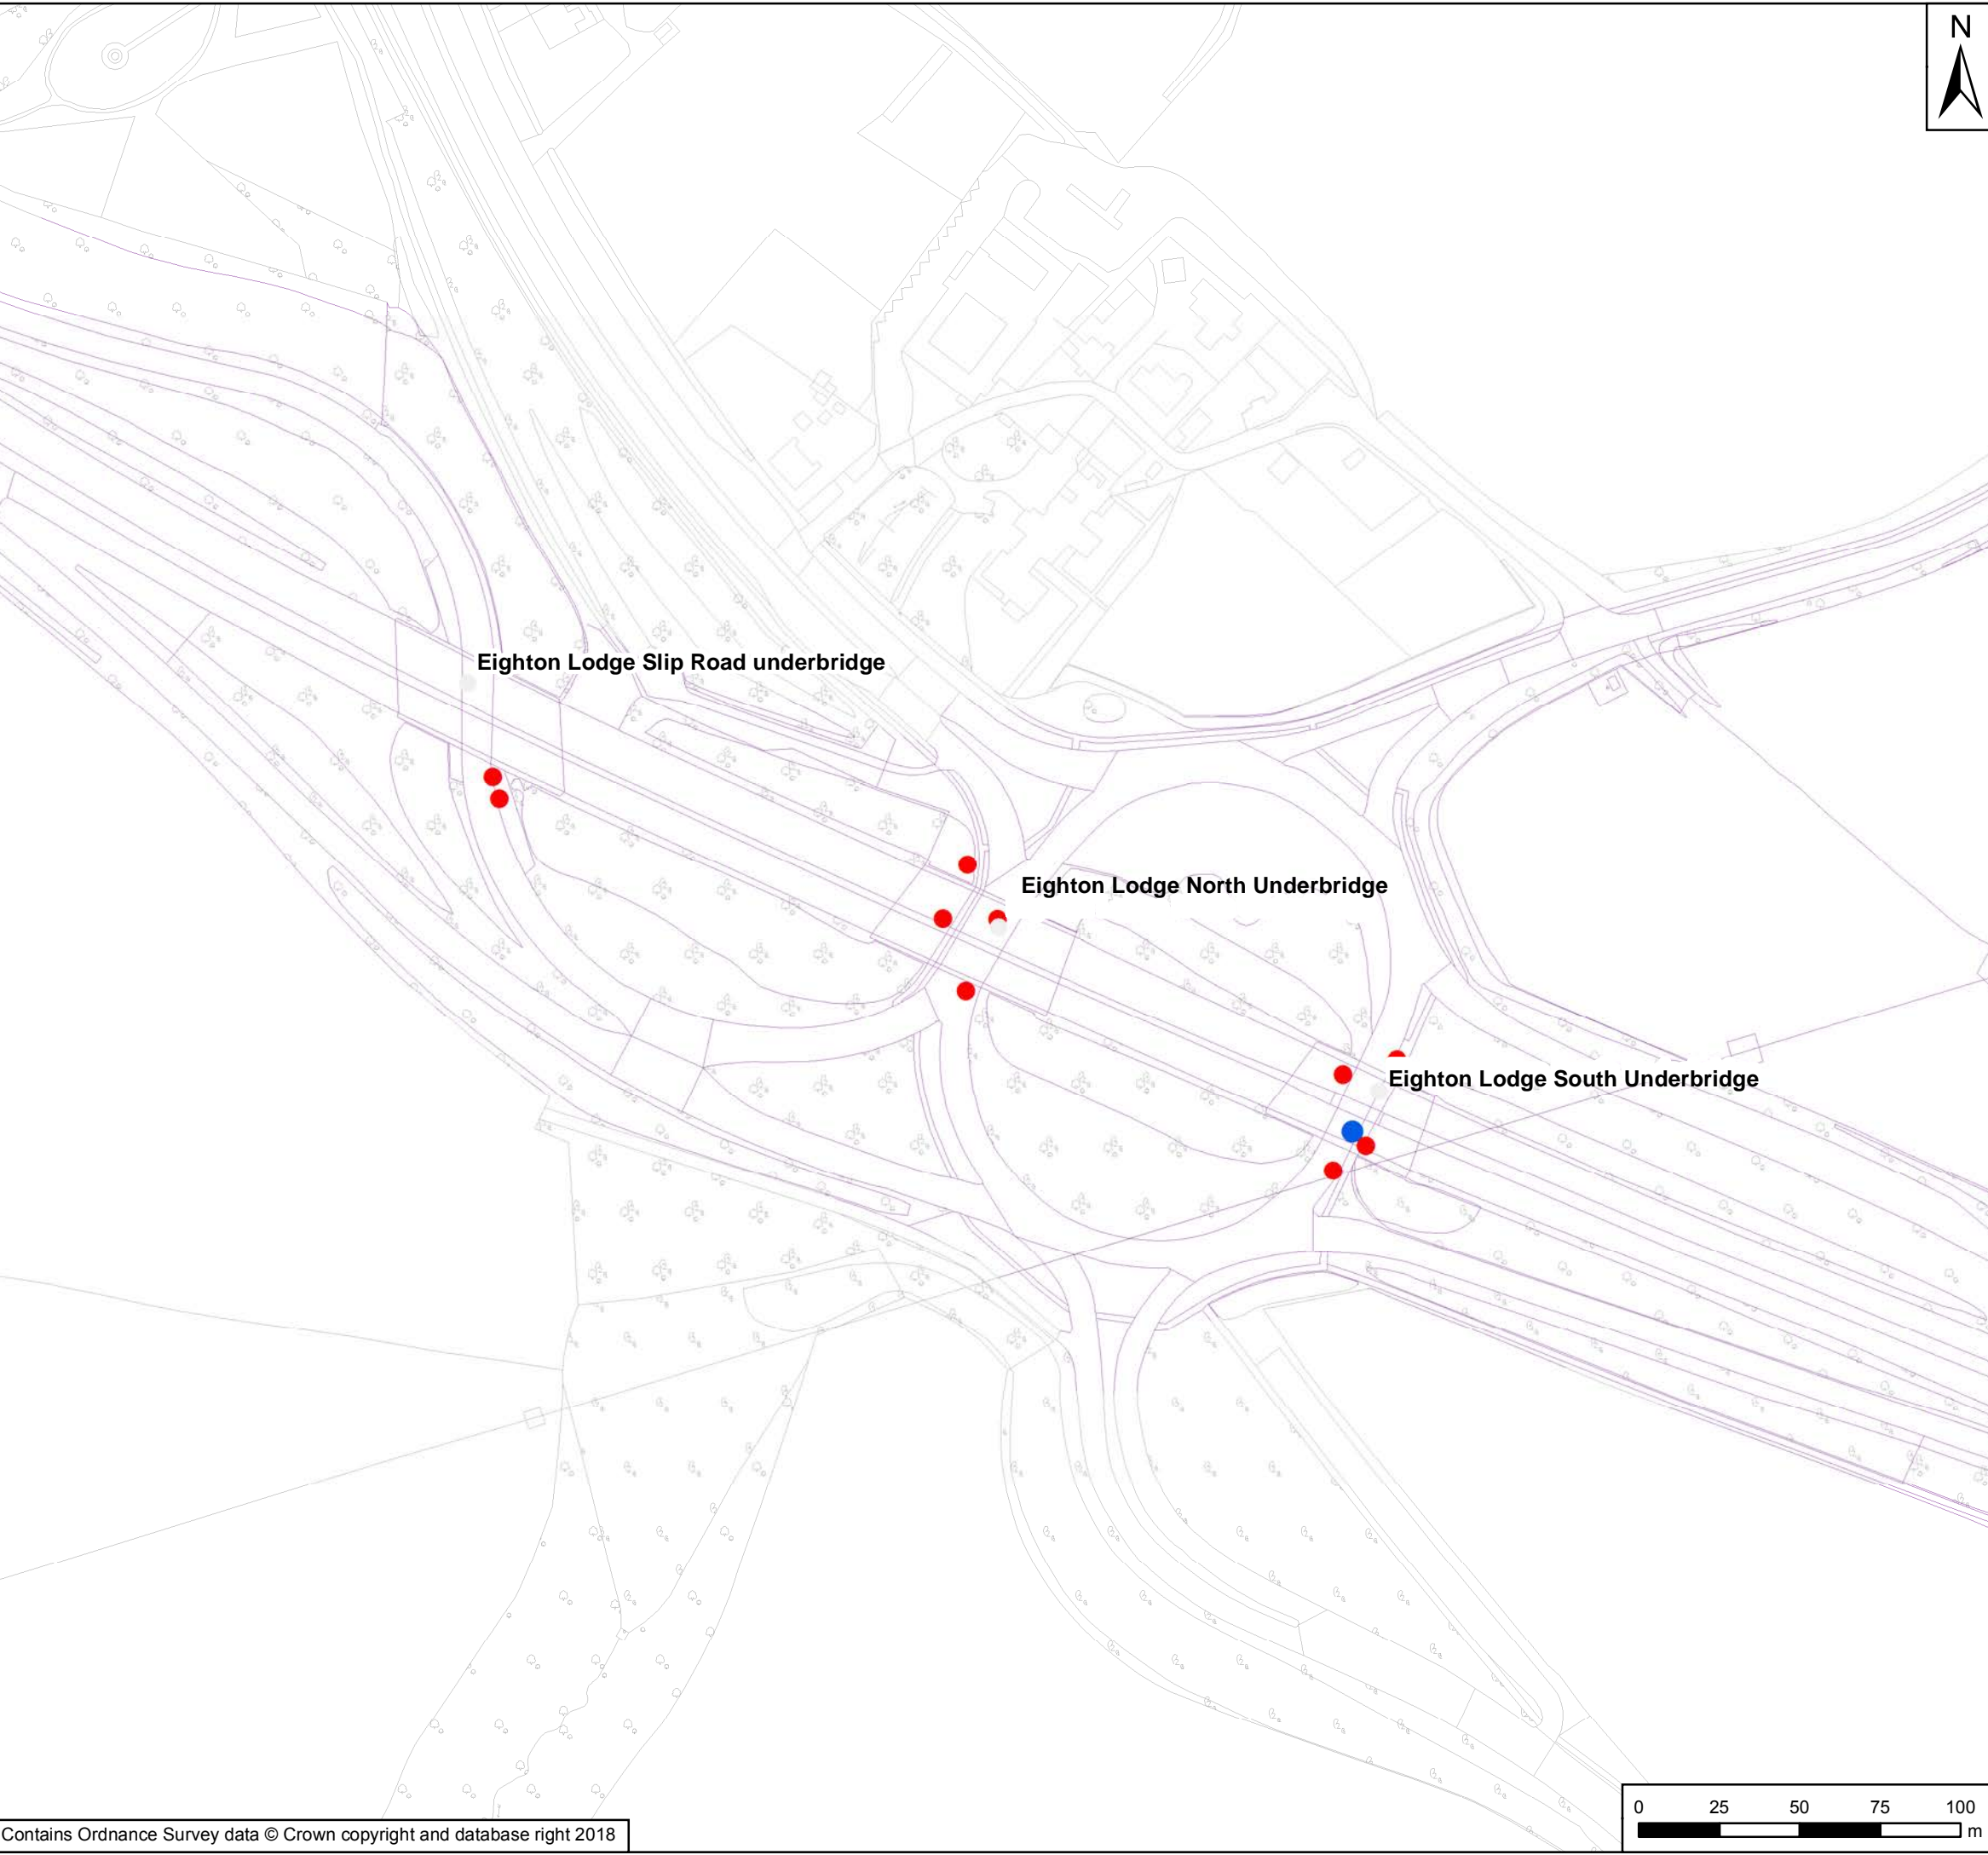 N
Eighton Lodge Slip Road underbridge
Eighton Lodge North Underbridge
Eighton Lodge South Underbridge
0 25 50 75 100
m
Contains Ordnance Survey data © Crown copyright and database right 2018